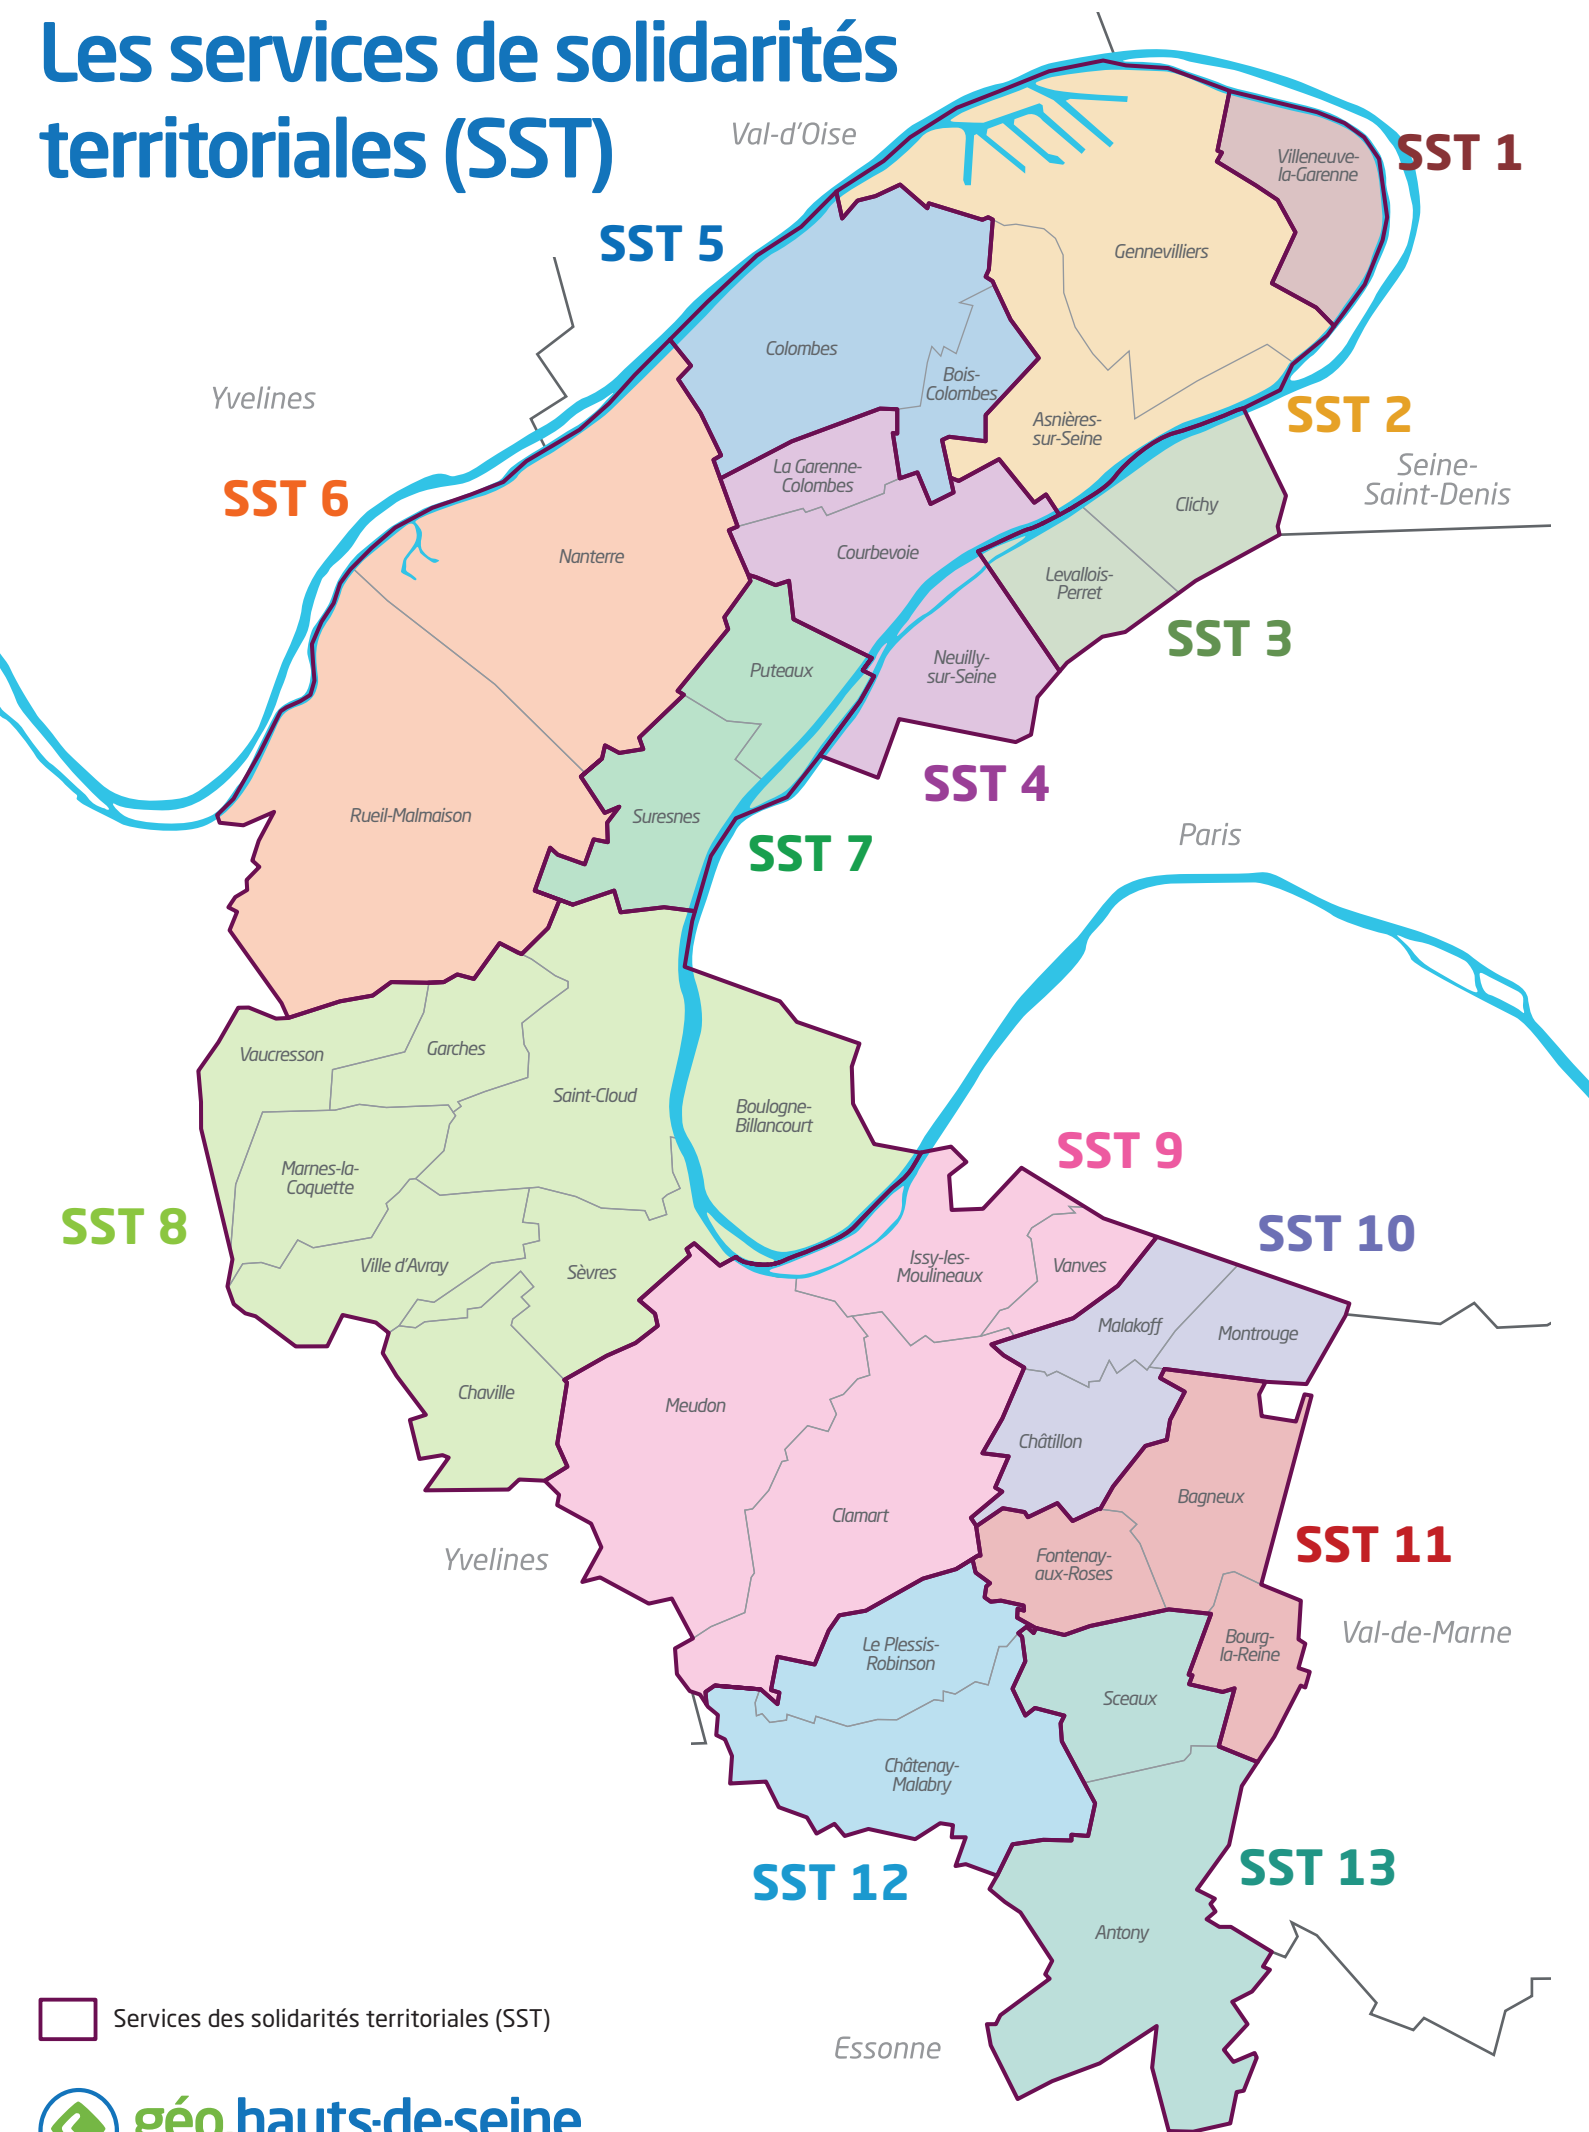 Les services de solidarités
territoriales (SST)
Val-d'Oise
SST 1
Villeneuve-
la-Garenne
SST 5
Gennevilliers
Colombes
Bois-
Colombes
Yvelines
Asnières-
sur-Seine
SST 2
Seine-
Saint-Denis
La Garenne-
Colombes
SST 6
Clichy
Nanterre
Courbevoie
Levallois-
Perret
SST 3
Neuilly-
sur-Seine
Puteaux
SST 4
Rueil-Malmaison
Suresnes
SST 7
Paris
Vaucresson
Garches
Saint-Cloud
Boulogne-
Billancourt
SST 9
Marnes-la-
Coquette
SST 8
SST 10
Ville d'Avray
Sèvres
Issy-les-
Moulineaux
Vanves
Malakoff
Montrouge
Chaville
Meudon
Châtillon
Bagneux
Clamart
SST 11
Yvelines
Fontenay-
aux-Roses
Val-de-Marne
Bourg-
la-Reine
Le Plessis-
Robinson
Sceaux
Châtenay-
Malabry
SST 12
SST 13
Antony
Services des solidarités territoriales (SST)
Essonne
géo hauts-de-seine